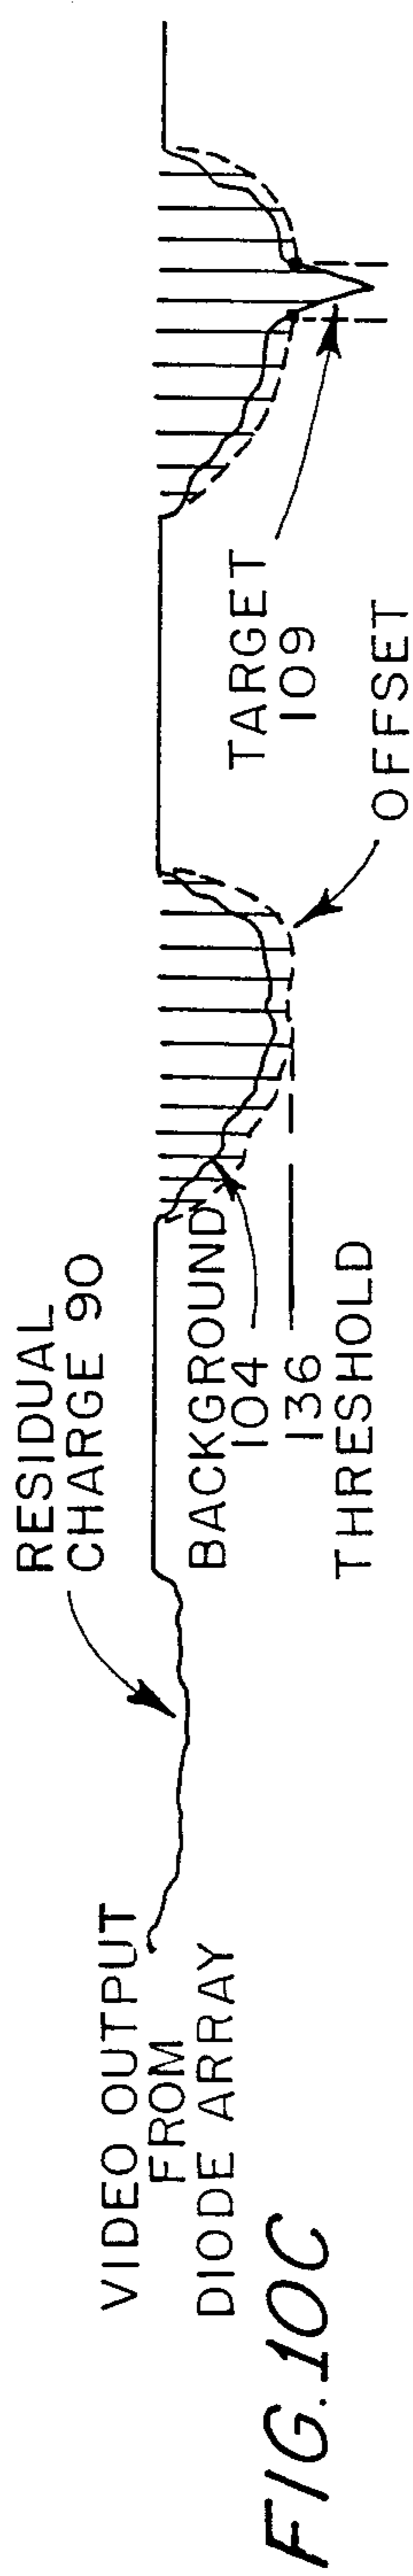 VIDEO OUTPUT
FROM
DIODE ARRAY
RESIDUAL
CHARGE 90
BACKGROUND
104
136
THRESHOLD
TARGET
109
OFFSET
FIG. 10C